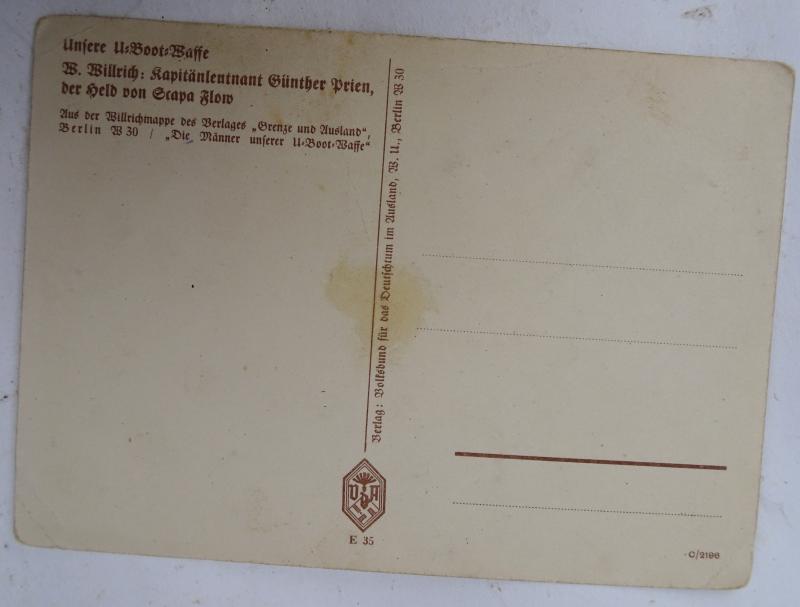 Unsere U-Boot-Waffe
W. Willrich: Kapitänleutnant Günther Prien,
der Held von Scapa Flow
Aus der Willrichmappe des Verlages „Grenze und Ausland“,
Berlin W 30 / „Die Männer unserer U-Boot-Waffe“
Verlag: Volksbund für das Deutschtum im Ausland, W. U., Berlin W 30
VDA
E 35
C/2196